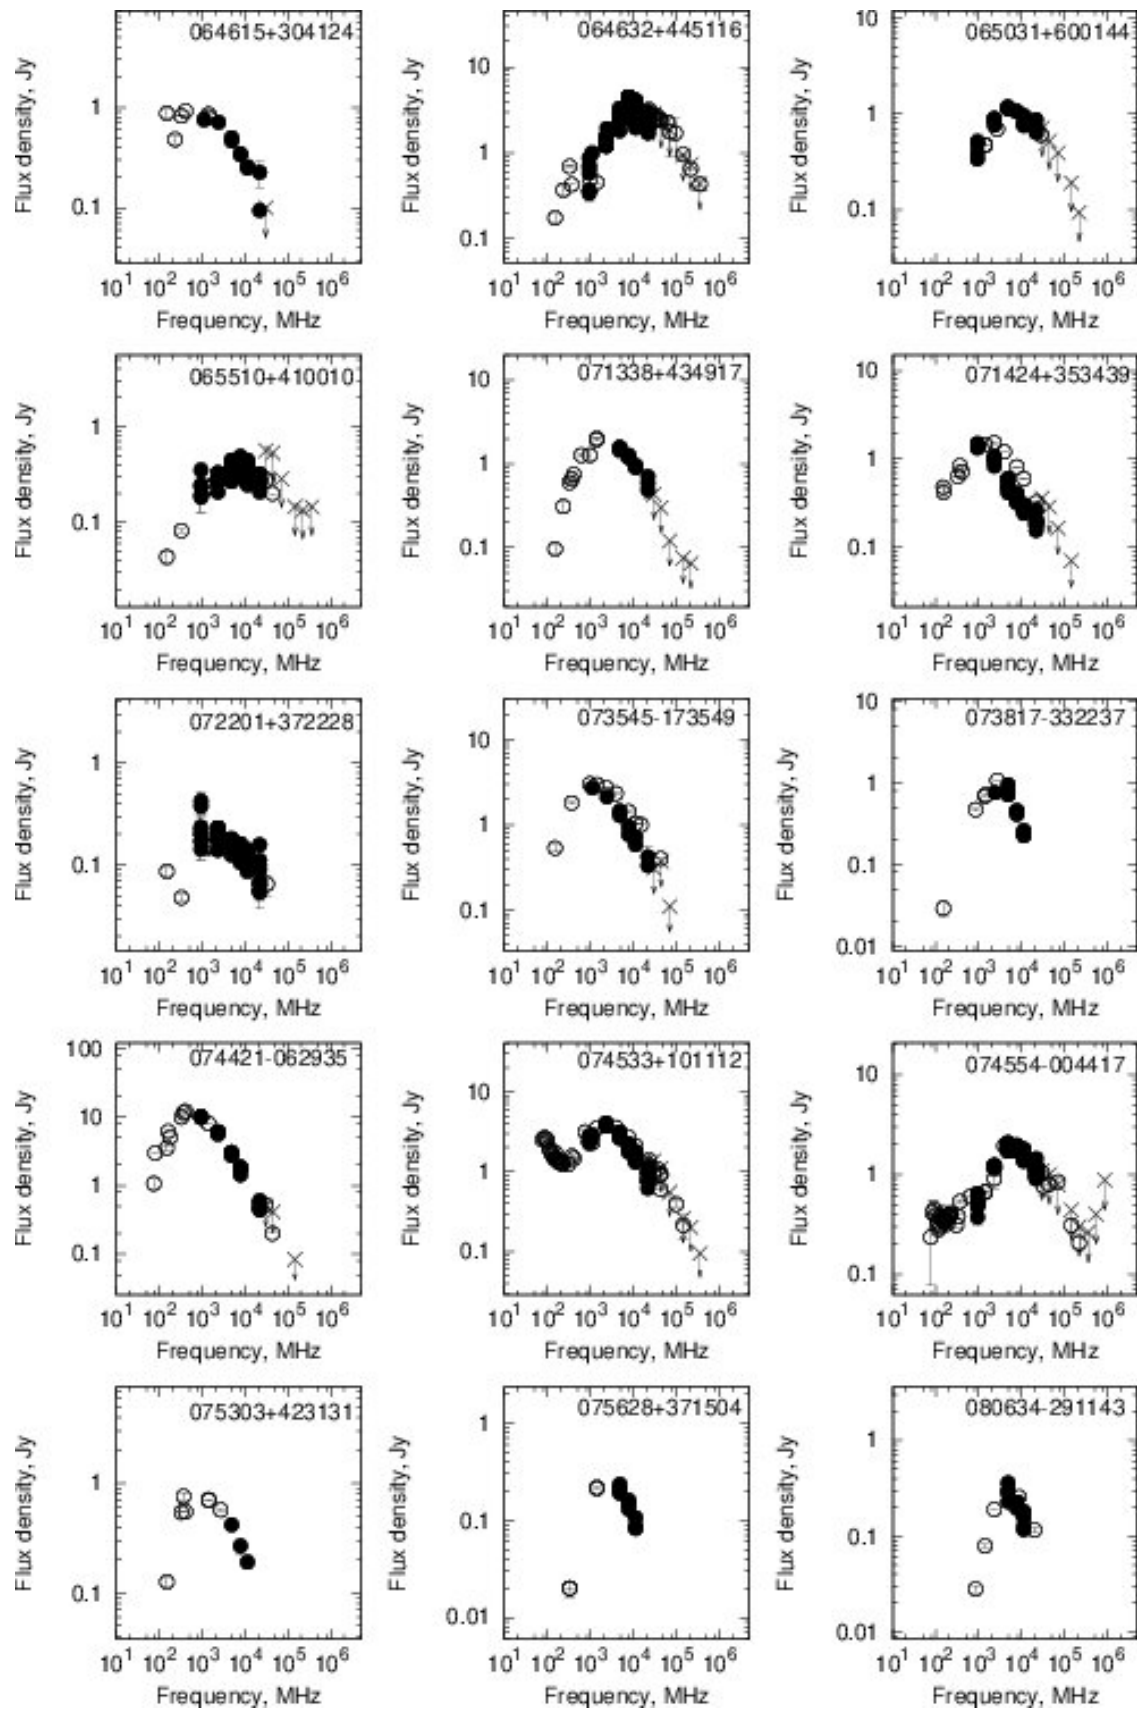 064615+304124 064632+445116 065031+600144
Flux density, Jy Flux density, Jy Flux density, Jy
1 0.1 10 1 0.1 1 0.1
10¹ 10² 10³ 10⁴ 10⁵ 10⁶ 10¹ 10² 10³ 10⁴ 10⁵ 10⁶ 10¹ 10² 10³ 10⁴ 10⁵ 10⁶
Frequency, MHz Frequency, MHz Frequency, MHz
065510+410010 071338+434917 071424+353439
Flux density, Jy Flux density, Jy Flux density, Jy
1 0.1 10 1 0.1 10 1 0.1
10¹ 10² 10³ 10⁴ 10⁵ 10⁶ 10¹ 10² 10³ 10⁴ 10⁵ 10⁶ 10¹ 10² 10³ 10⁴ 10⁵ 10⁶
Frequency, MHz Frequency, MHz Frequency, MHz
072201+372228 073545-173549 073817-332237
Flux density, Jy Flux density, Jy Flux density, Jy
1 0.1 10 1 0.1 10 1 0.1 0.01
10¹ 10² 10³ 10⁴ 10⁵ 10⁶ 10¹ 10² 10³ 10⁴ 10⁵ 10⁶ 10¹ 10² 10³ 10⁴ 10⁵ 10⁶
Frequency, MHz Frequency, MHz Frequency, MHz
074421-062935 074533+101112 074554-004417
Flux density, Jy Flux density, Jy Flux density, Jy
100 10 1 0.1 10 1 0.1 10 1 0.1
10¹ 10² 10³ 10⁴ 10⁵ 10⁶ 10¹ 10² 10³ 10⁴ 10⁵ 10⁶ 10¹ 10² 10³ 10⁴ 10⁵ 10⁶
Frequency, MHz Frequency, MHz Frequency, MHz
075303+423131 075628+371504 080634-291143
Flux density, Jy Flux density, Jy Flux density, Jy
1 0.1 1 0.1 0.01 1 0.1 0.01
10¹ 10² 10³ 10⁴ 10⁵ 10⁶ 10¹ 10² 10³ 10⁴ 10⁵ 10⁶ 10¹ 10² 10³ 10⁴ 10⁵ 10⁶
Frequency, MHz Frequency, MHz Frequency, MHz